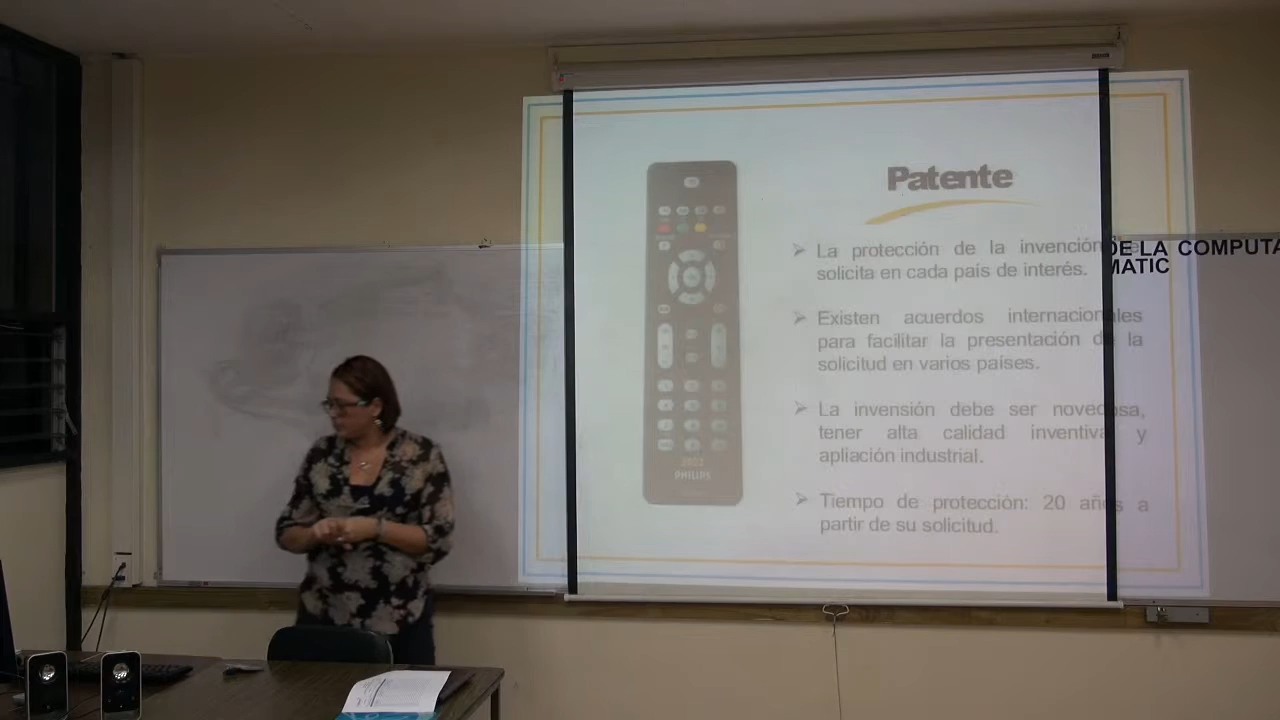 Patente
➢ La protección de la invención
solicita en cada país de interés.
➢ Existen acuerdos internacionales
para facilitar la presentación de la
solicitud en varios países.
➢ La invensión debe ser novedosa,
tener alta calidad inventiva y
apliación industrial.
➢ Tiempo de protección: 20 años a
partir de su solicitud.
DE LA COMPUTA
MATIC
PHILIPS